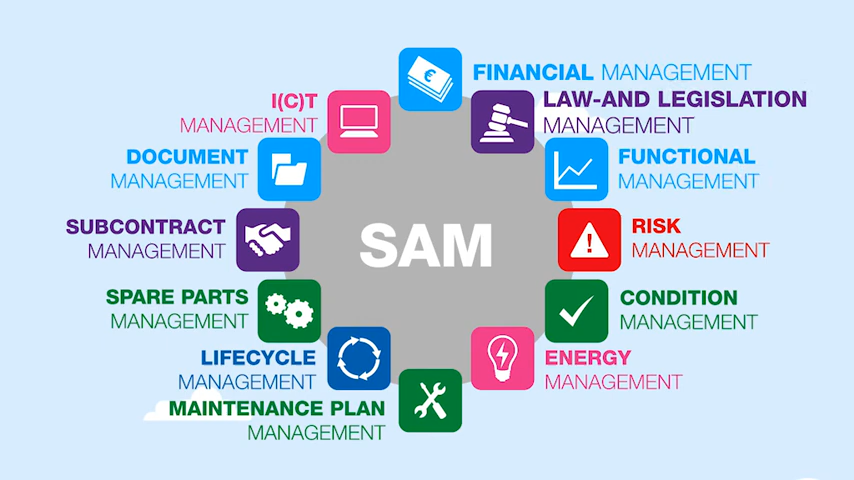 FINANCIAL MANAGEMENT
I(C)T
MANAGEMENT
LAW-AND LEGISLATION
MANAGEMENT
DOCUMENT
MANAGEMENT
FUNCTIONAL
MANAGEMENT
SUBCONTRACT
MANAGEMENT
SAM
RISK
MANAGEMENT
SPARE PARTS
MANAGEMENT
CONDITION
MANAGEMENT
LIFECYCLE
MANAGEMENT
ENERGY
MANAGEMENT
MAINTENANCE PLAN
MANAGEMENT